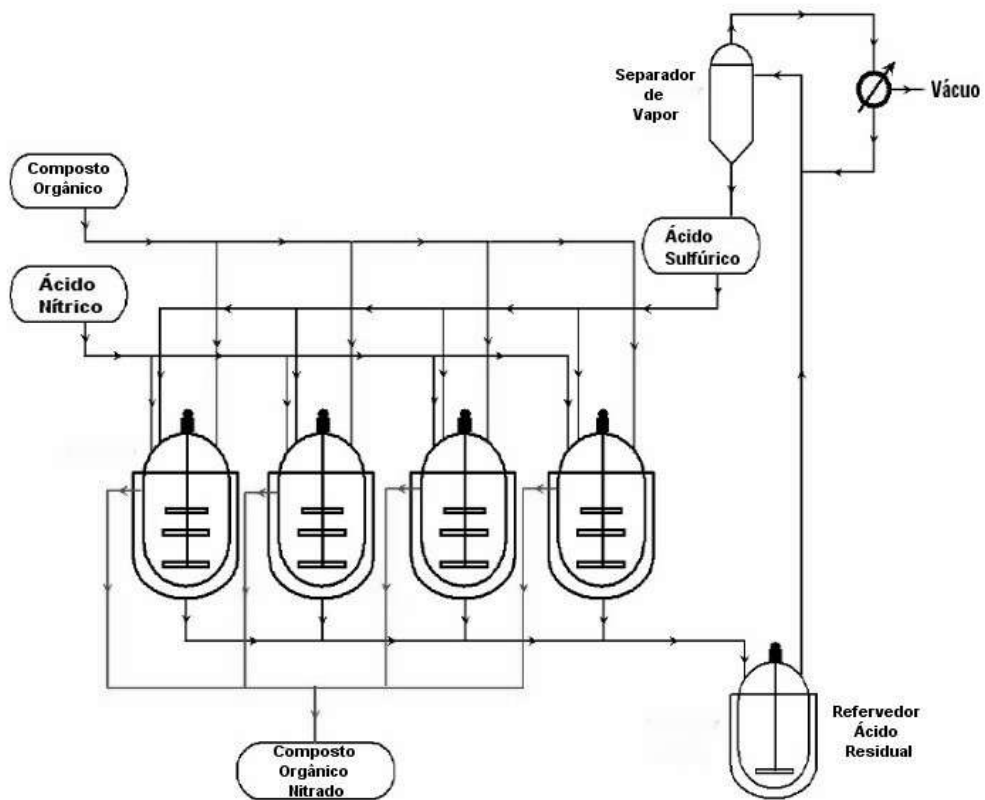 Separador
de
Vapor
Vácuo
Composto
Orgânico
Ácido
Sulfúrico
Ácido
Nítrico
Refervedor
Ácido
Residual
Composto
Orgânico
Nitrado